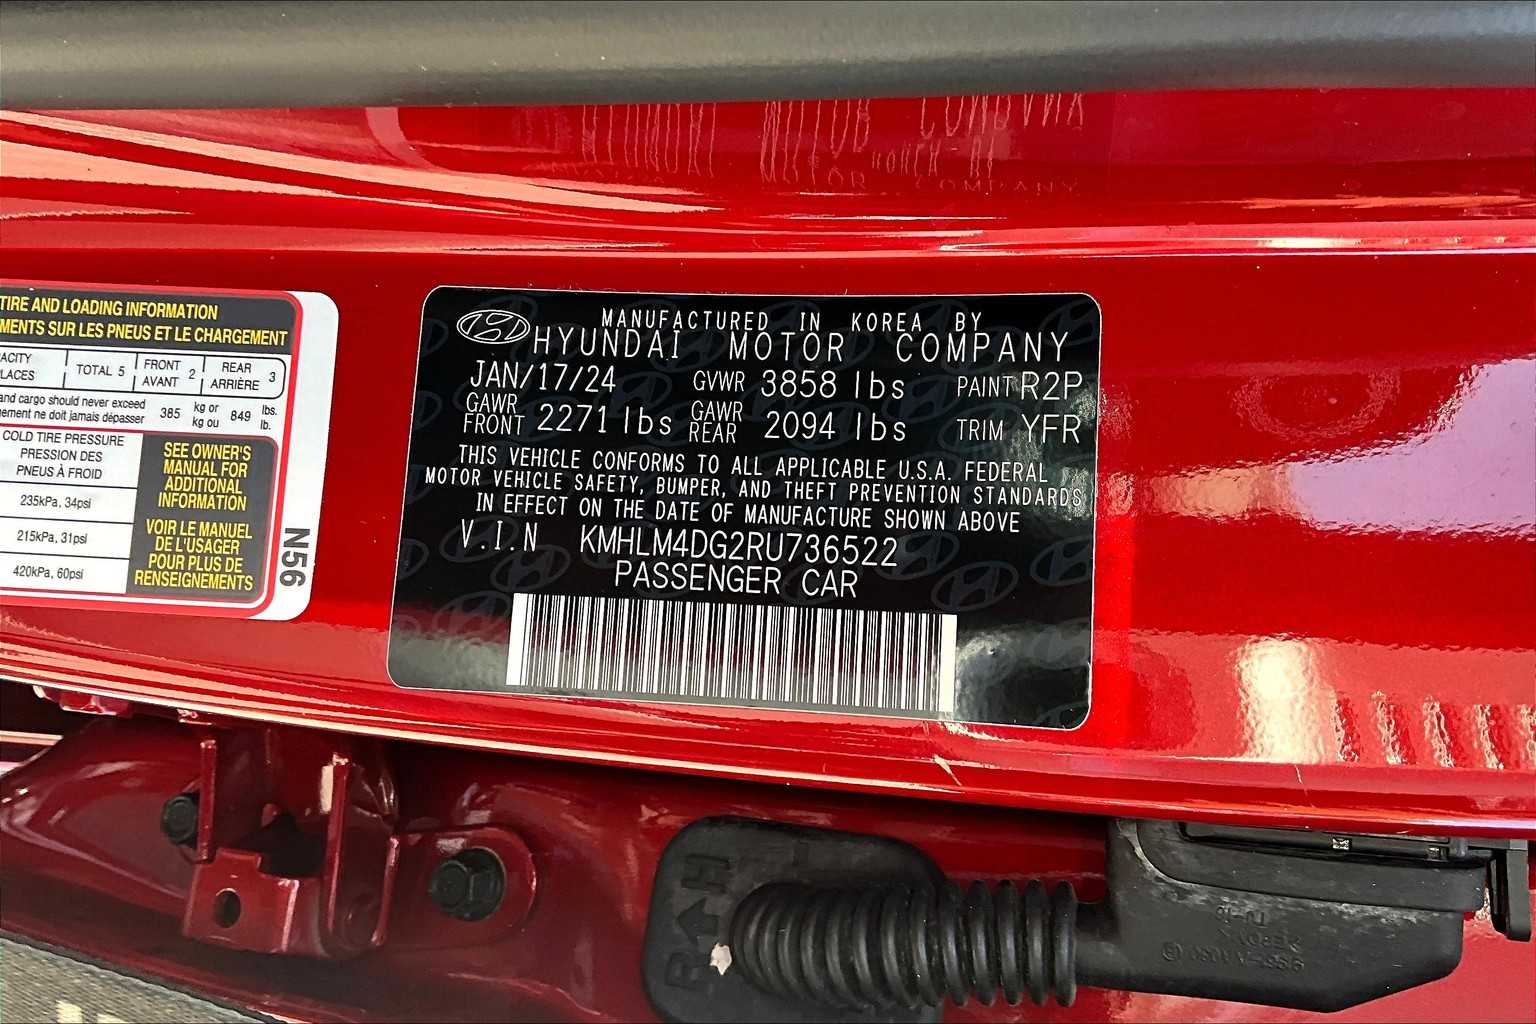 TIRE AND LOADING INFORMATION
MENTS SUR LES PNEUS ET LE CHARGEMENT
TOTAL 5
FRONT
AVANT 2
REAR
ARRIÈRE 3
and cargo should never exceed
ne doit jamais dépasser
385 kg or
kg ou 849 lbs.
lb.
COLD TIRE PRESSURE
PRESSION DES
PNEUS À FROID
235kPa, 34psi
215kPa, 31psi
420kPa, 60psi
SEE OWNER'S
MANUAL FOR
ADDITIONAL
INFORMATION
VOIR LE MANUEL
DE L'USAGER
POUR PLUS DE
RENSEIGNEMENTS
N56
MANUFACTURED IN KOREA BY
HYUNDAI MOTOR COMPANY
JAN/17/24 GVWR 3858 lbs PAINT R2P
GAWR
FRONT 2271 lbs GAWR
REAR 2094 lbs TRIM YFR
THIS VEHICLE CONFORMS TO ALL APPLICABLE U.S.A. FEDERAL
MOTOR VEHICLE SAFETY, BUMPER, AND THEFT PREVENTION STANDARDS
IN EFFECT ON THE DATE OF MANUFACTURE SHOWN ABOVE
V.I.N KMHLM4DG2RU736522
PASSENGER CAR